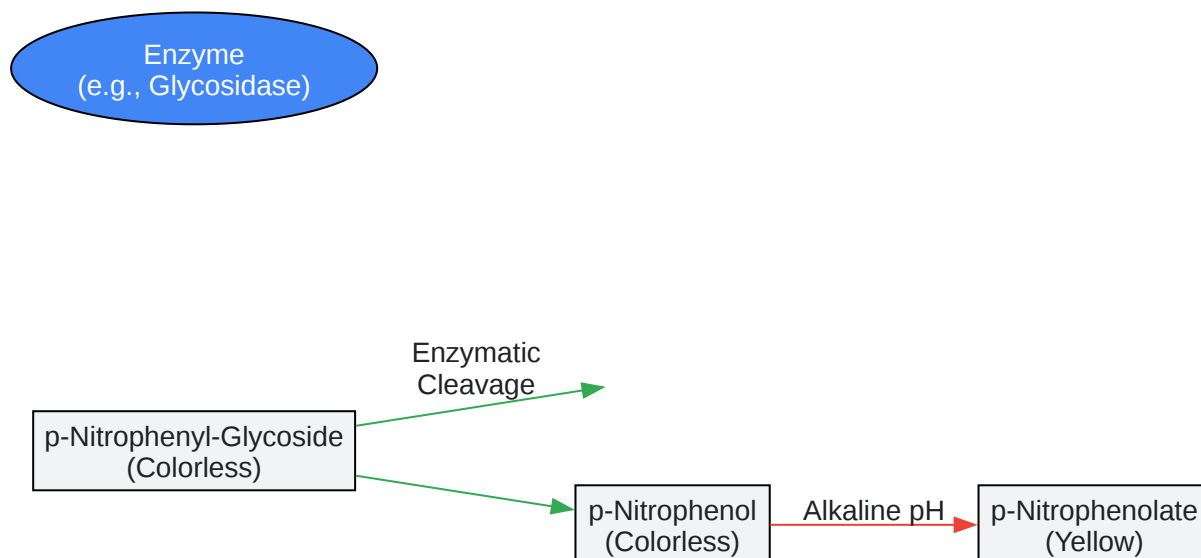 Enzyme
(e.g., Glycosidase)
Enzymatic
Cleavage
p-Nitrophenyl-Glycoside
(Colorless)
p-Nitrophenol
(Colorless)
Alkaline pH
p-Nitrophenolate
(Yellow)